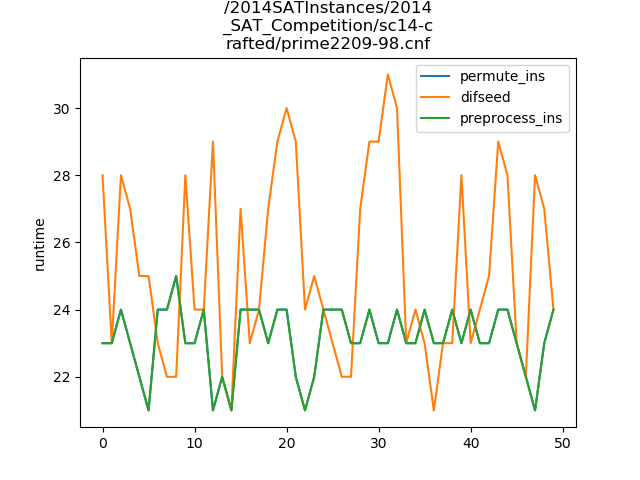 /2014SATInstances/2014
_SAT_Competition/sc14-c
rafted/prime2209-98.cnf
permute_ins
difseed
preprocess_ins
runtime
30
28
26
24
22
0 10 20 30 40 50